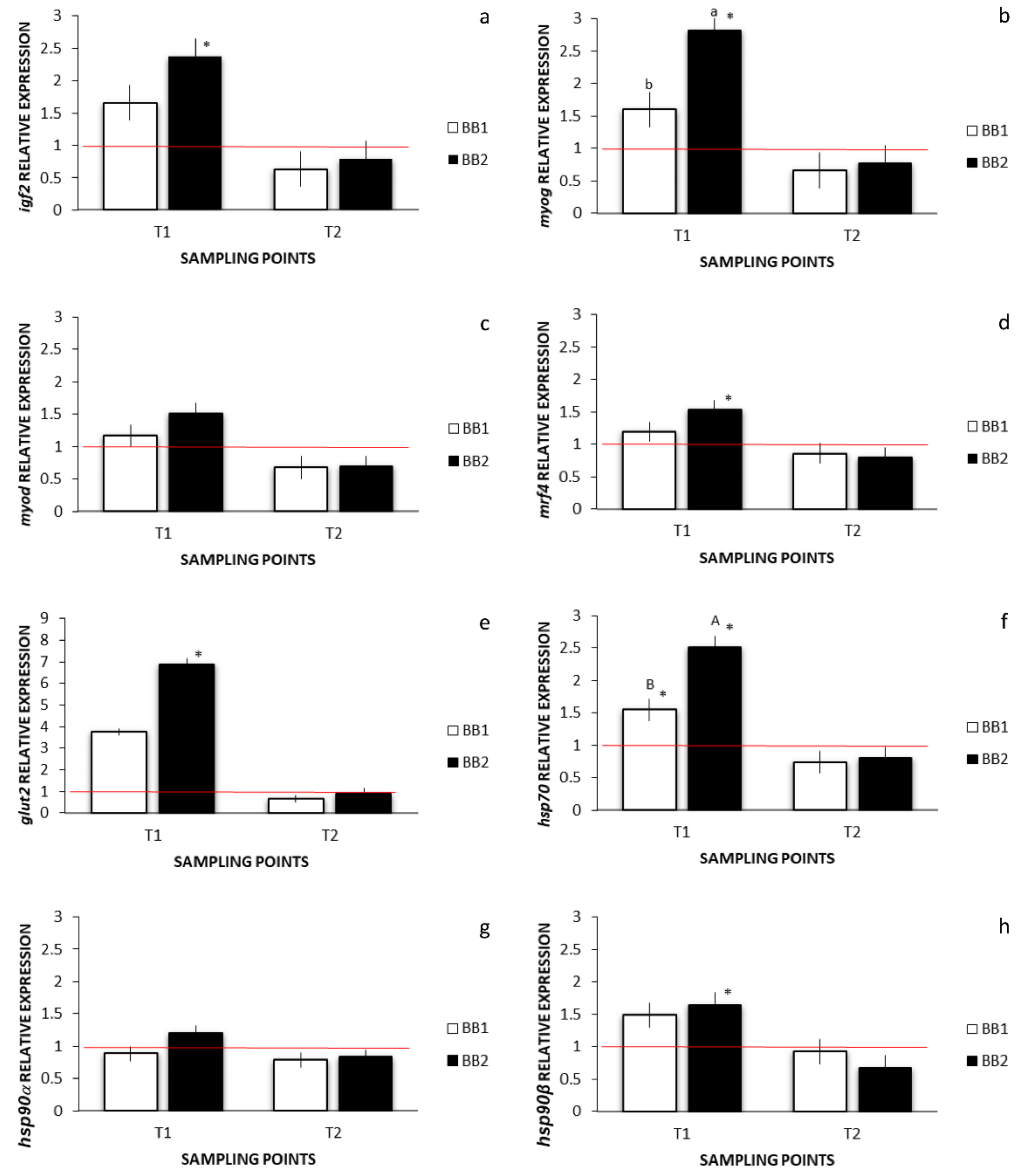 a
igf2 RELATIVE EXPRESSION
3
2.5
2
1.5
1
0.5
0
*
T1 T2
SAMPLING POINTS
BB1
BB2
b
myog RELATIVE EXPRESSION
3
2.5
2
1.5
1
0.5
0
b
a *
T1 T2
SAMPLING POINTS
BB1
BB2
c
myod RELATIVE EXPRESSION
3
2.5
2
1.5
1
0.5
0
T1 T2
SAMPLING POINTS
BB1
BB2
d
mrf4 RELATIVE EXPRESSION
3
2.5
2
1.5
1
0.5
0
*
T1 T2
SAMPLING POINTS
BB1
BB2
e
glut2 RELATIVE EXPRESSION
9
8
7
6
5
4
3
2
1
0
*
T1 T2
SAMPLING POINTS
BB1
BB2
f
hsp70 RELATIVE EXPRESSION
3
2.5
2
1.5
1
0.5
0
B *
A *
T1 T2
SAMPLING POINTS
BB1
BB2
g
hsp90α RELATIVE EXPRESSION
3
2.5
2
1.5
1
0.5
0
T1 T2
SAMPLING POINTS
BB1
BB2
h
hsp90β RELATIVE EXPRESSION
3
2.5
2
1.5
1
0.5
0
*
T1 T2
SAMPLING POINTS
BB1
BB2